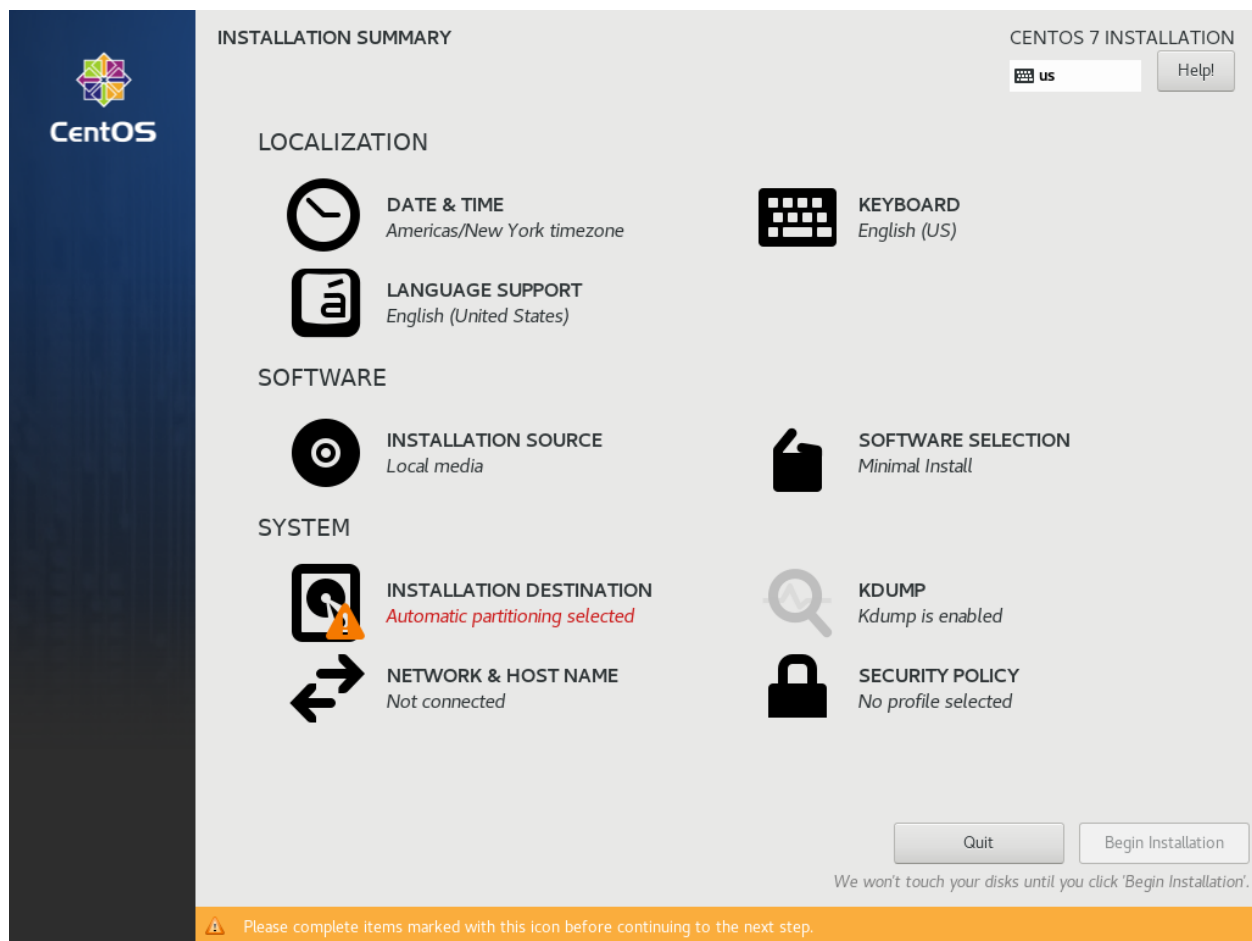 CentOS
INSTALLATION SUMMARY
CENTOS 7 INSTALLATION
us
Help!
LOCALIZATION
DATE & TIME
Americas/New York timezone
KEYBOARD
English (US)
LANGUAGE SUPPORT
English (United States)
SOFTWARE
INSTALLATION SOURCE
Local media
SOFTWARE SELECTION
Minimal Install
SYSTEM
INSTALLATION DESTINATION
Automatic partitioning selected
KDUMP
Kdump is enabled
NETWORK & HOST NAME
Not connected
SECURITY POLICY
No profile selected
Quit
Begin Installation
We won't touch your disks until you click 'Begin Installation'.
Please complete items marked with this icon before continuing to the next step.